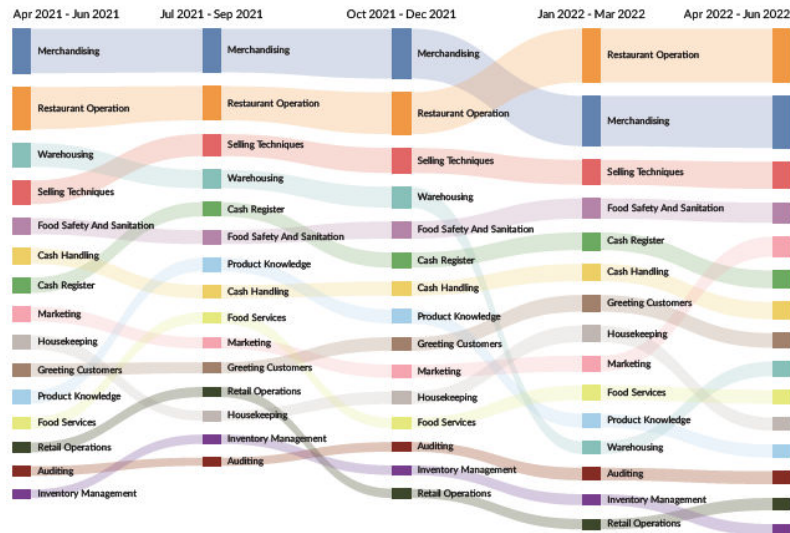 Apr 2021 - Jun 2021
Jul 2021 - Sep 2021
Oct 2021 - Dec 2021
Jan 2022 - Mar 2022
Apr 2022 - Jun 2022
Merchandising
Restaurant Operation
Warehousing
Selling Techniques
Food Safety And Sanitation
Cash Handling
Cash Register
Marketing
Housekeeping
Greeting Customers
Product Knowledge
Food Services
Retail Operations
Auditing
Inventory Management
Merchandising
Restaurant Operation
Selling Techniques
Warehousing
Cash Register
Food Safety And Sanitation
Product Knowledge
Cash Handling
Food Services
Marketing
Greeting Customers
Retail Operations
Housekeeping
Inventory Management
Auditing
Merchandising
Restaurant Operation
Selling Techniques
Warehousing
Food Safety And Sanitation
Cash Register
Cash Handling
Product Knowledge
Greeting Customers
Marketing
Housekeeping
Food Services
Auditing
Inventory Management
Retail Operations
Restaurant Operation
Merchandising
Selling Techniques
Food Safety And Sanitation
Cash Register
Cash Handling
Greeting Customers
Housekeeping
Marketing
Food Services
Product Knowledge
Warehousing
Auditing
Inventory Management
Retail Operations